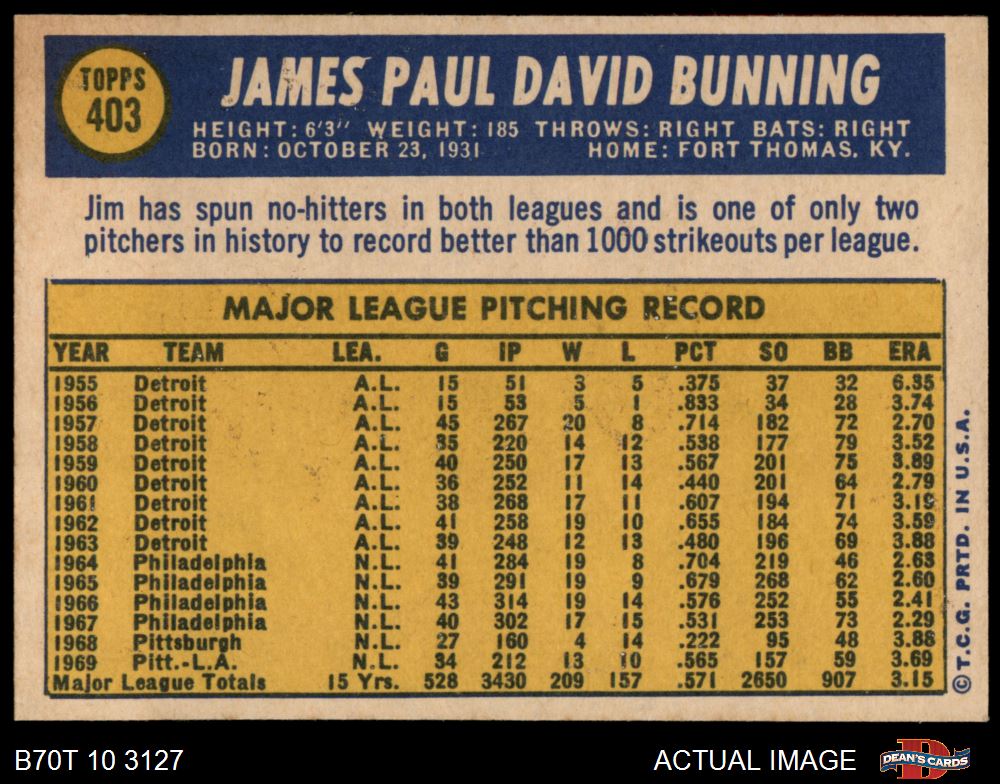 TOPPS
403
JAMES PAUL DAVID BUNNING
HEIGHT: 6'3" WEIGHT: 185 THROWS: RIGHT BATS: RIGHT
BORN: OCTOBER 23, 1931 HOME: FORT THOMAS, KY.
Jim has spun no-hitters in both leagues and is one of only two
pitchers in history to record better than 1000 strikeouts per league.
MAJOR LEAGUE PITCHING RECORD
YEAR TEAM LEA. G IP W L PCT SO BB ERA
1955 Detroit A.L. 15 51 3 5 .375 37 32 6.35
1956 Detroit A.L. 15 53 5 1 .833 34 28 3.74
1957 Detroit A.L. 45 267 20 8 .714 182 72 2.70
1958 Detroit A.L. 35 220 14 12 .538 177 79 3.52
1959 Detroit A.L. 40 250 17 13 .567 201 75 3.89
1960 Detroit A.L. 36 252 11 14 .440 201 64 2.79
1961 Detroit A.L. 38 268 17 11 .607 194 71 3.19
1962 Detroit A.L. 41 258 19 10 .655 184 74 3.59
1963 Detroit A.L. 39 248 12 13 .480 196 69 3.88
1964 Philadelphia N.L. 41 284 19 8 .704 219 46 2.63
1965 Philadelphia N.L. 39 291 19 9 .679 268 62 2.60
1966 Philadelphia N.L. 43 314 19 14 .576 252 55 2.41
1967 Philadelphia N.L. 40 302 17 15 .531 253 73 2.29
1968 Pittsburgh N.L. 27 160 4 14 .222 95 48 3.88
1969 Pitt.-L.A. N.L. 34 212 13 10 .565 157 59 3.69
Major League Totals 15 Yrs. 528 3430 209 157 .571 2650 907 3.15
©T.C.G. PRTD. IN U.S.A.
B70T 10 3127 ACTUAL IMAGE
D
DEAN'S CARDS